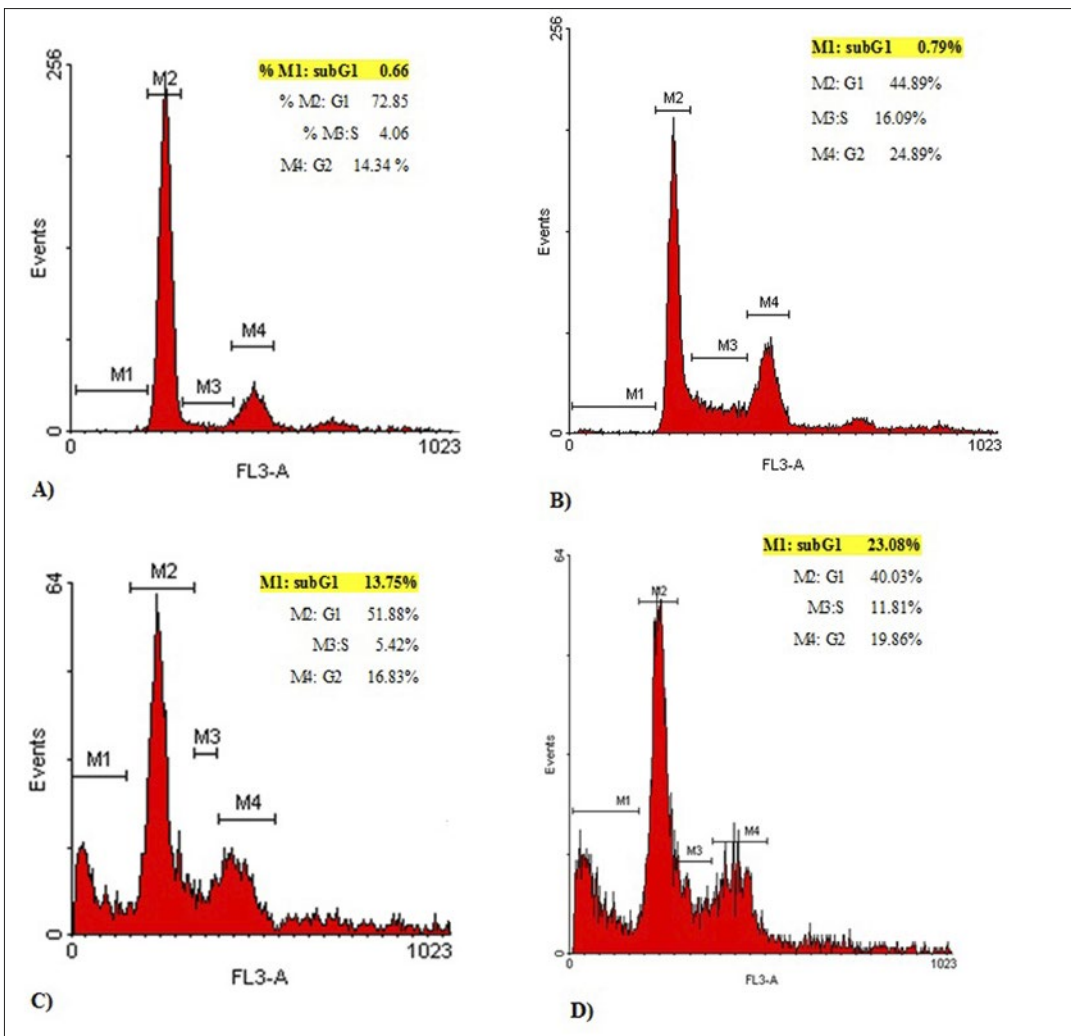 256
M2
% M1: subG1 0.66
% M2: G1 72.85
% M3:S 4.06
M4: G2 14.34 %
Events
M4
M1
M3
0
0
1023
FL3-A
A)
256
M1: subG1 0.79%
M2: G1 44.89%
M3:S 16.09%
M4: G2 24.89%
M2
Events
M4
M3
M1
0
0
1023
FL3-A
B)
64
M2
M1: subG1 13.75%
M2: G1 51.88%
M3:S 5.42%
M4: G2 16.83%
M3
M1
Events
M4
0
0
1023
FL3-A
C)
64
M1: subG1 23.08%
M2: G1 40.03%
M3:S 11.81%
M4: G2 19.86%
M2
Events
M1
M4
M3
0
0
1023
FL3-A
D)